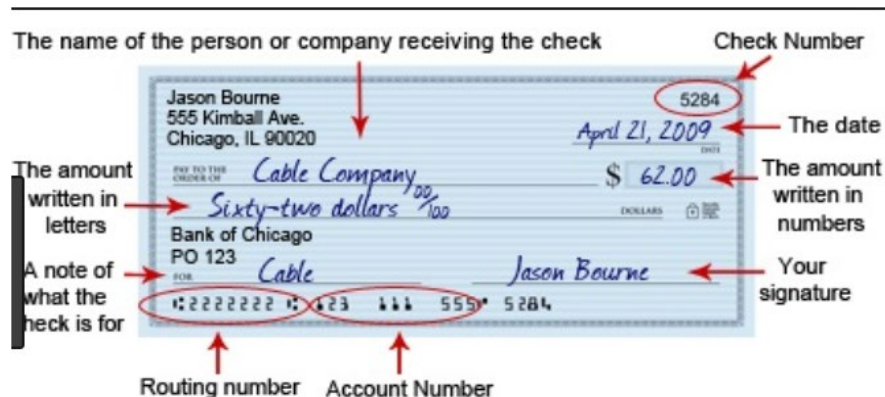 The name of the person or company receiving the check
Check Number
Jason Bourne
555 Kimball Ave.
Chicago, IL 90020
5284
April 21, 2009
DATE
The date
The amount
written in
letters
PAY TO THE
ORDER OF
Cable Company
$ 62.00
The amount
written in
numbers
Sixty-two dollars 00/100
DOLLARS
Bank of Chicago
PO 123
A note of
what the
heck is for
FOR
Cable
Jason Bourne
Your
signature
⑆2222222⑆ 123 111 555⑈ 5284
Routing number
Account Number